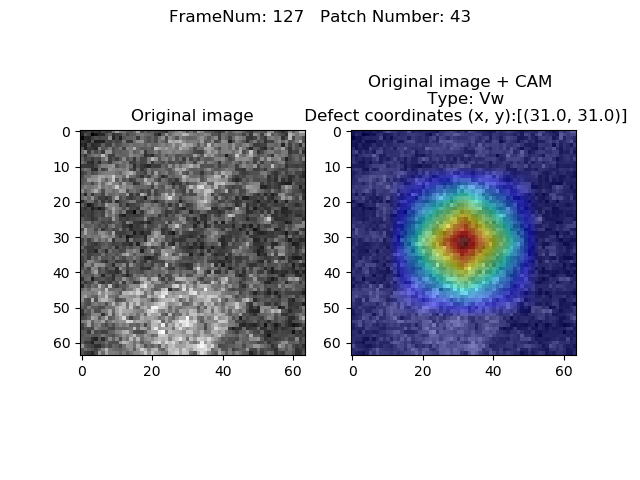 FrameNum: 127   Patch Number: 43
Original image
0
10
20
30
40
50
60
0 20 40 60
Original image + CAM
Type: Vw
Defect coordinates (x, y):[(31.0, 31.0)]
0
10
20
30
40
50
60
0 20 40 60